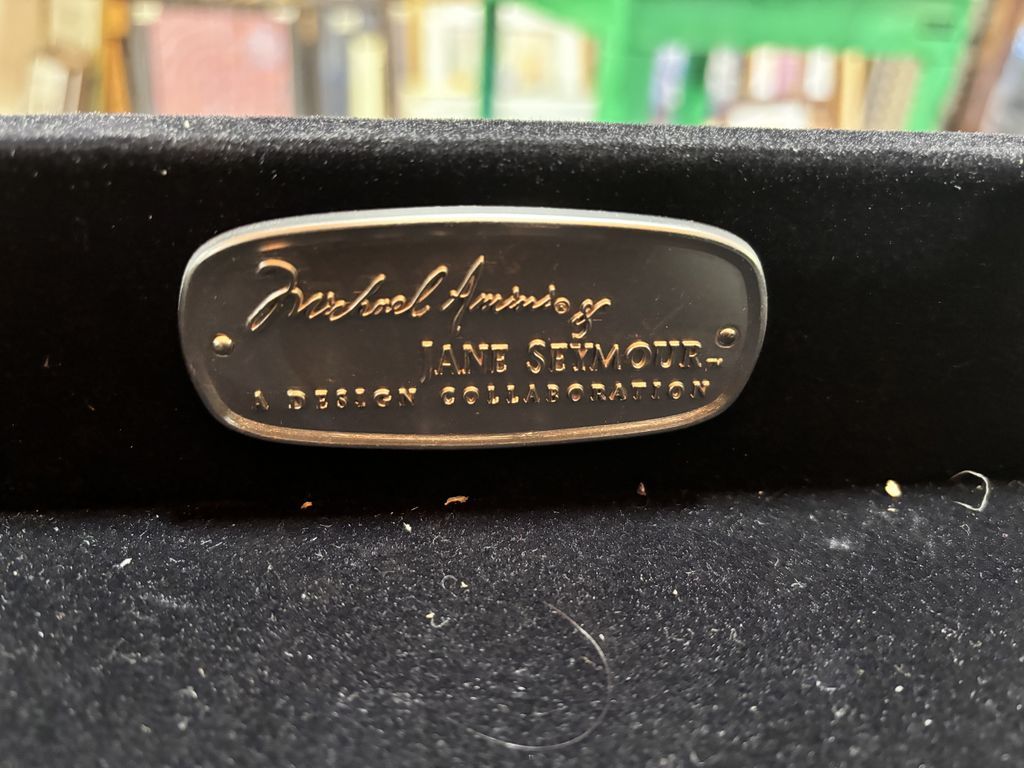 Michael Amini® &
JANE SEYMOUR™
A DESIGN COLLABORATION